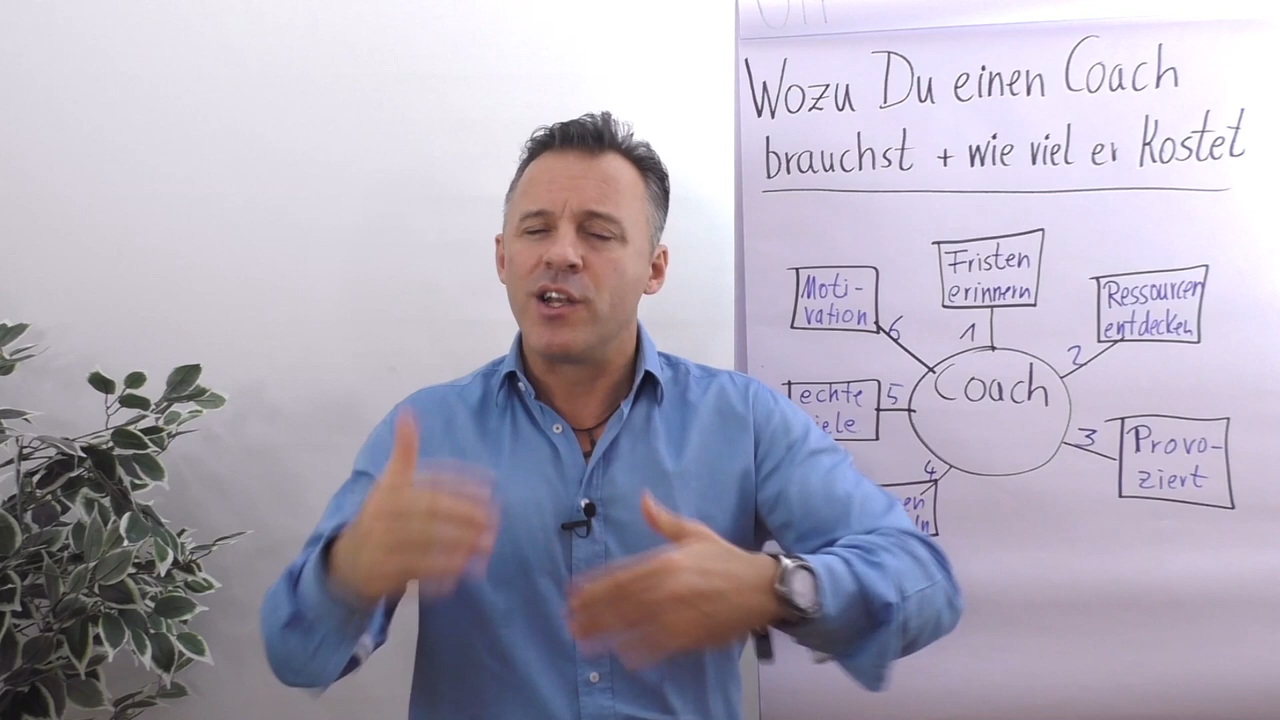 Wozu Du einen Coach
brauchst + wie viel er Kostet
Fristen
erinnern
1
Ressourcen
entdecken
2
Coach
Provo-
ziert
3
4
echte
5
Moti-
vation
6